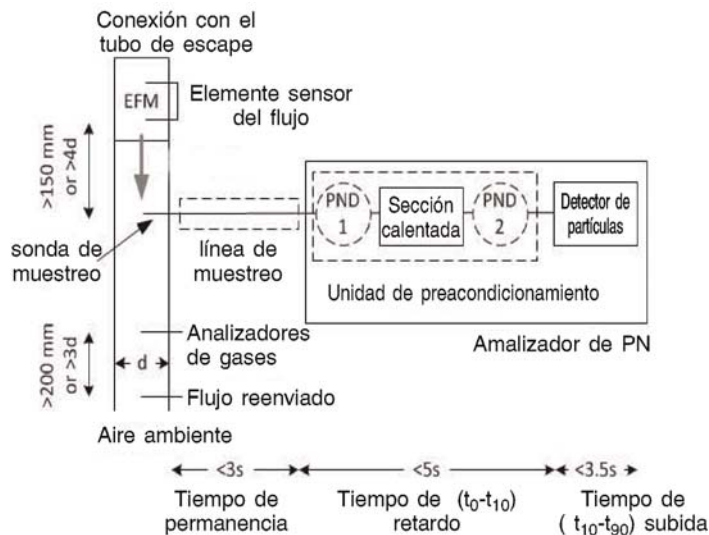 Conexión con el
tubo de escape
EFM
Elemente sensor
del flujo
>150 mm
or >4d
PND
1
Sección
calentada
PND
2
Detector de
partículas
sonda de
muestreo
línea de
muestreo
Unidad de preacondicionamiento
Analizadores
de gases
Amalizador de PN
>200 mm
or >3d
d
Flujo reenviado
Aire ambiente
<3s
<5s
<3.5s
Tiempo de
permanencia
Tiempo de (t0-t10)
retardo
Tiempo de
( t10-t90) subida